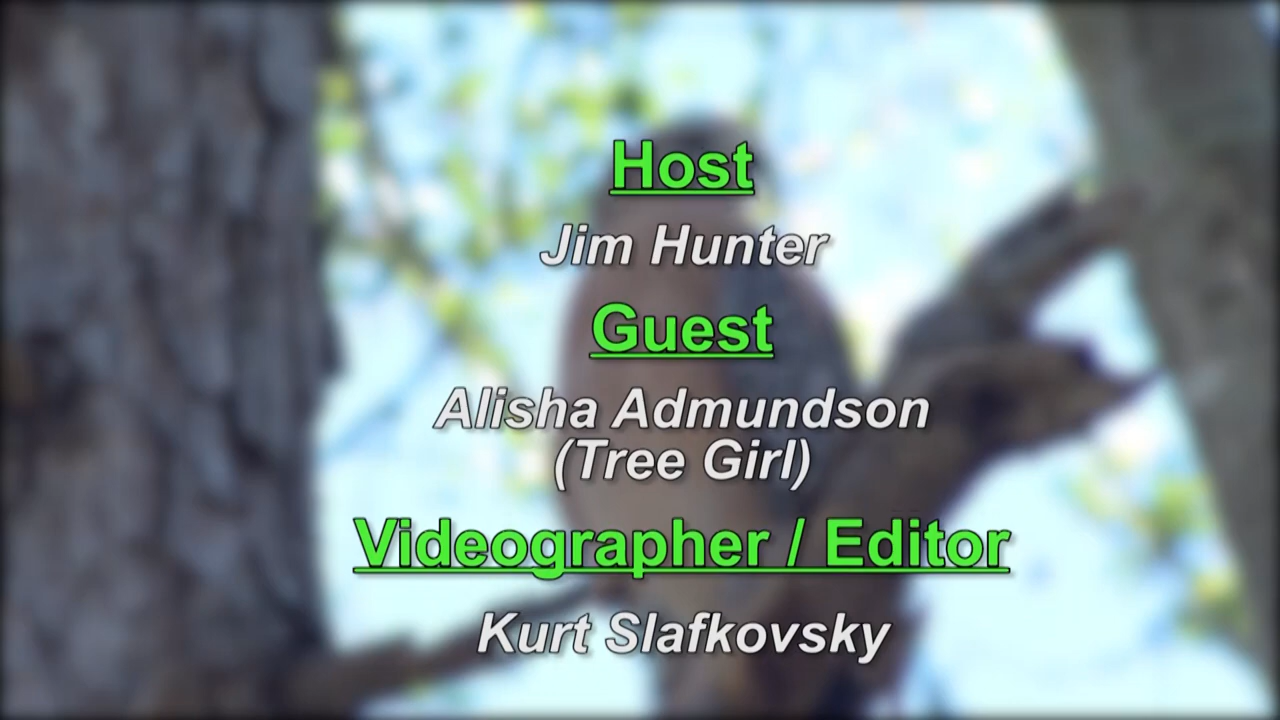 Host
Jim Hunter
Guest
Alisha Admundson
(Tree Girl)
Videographer / Editor
Kurt Slafkovsky